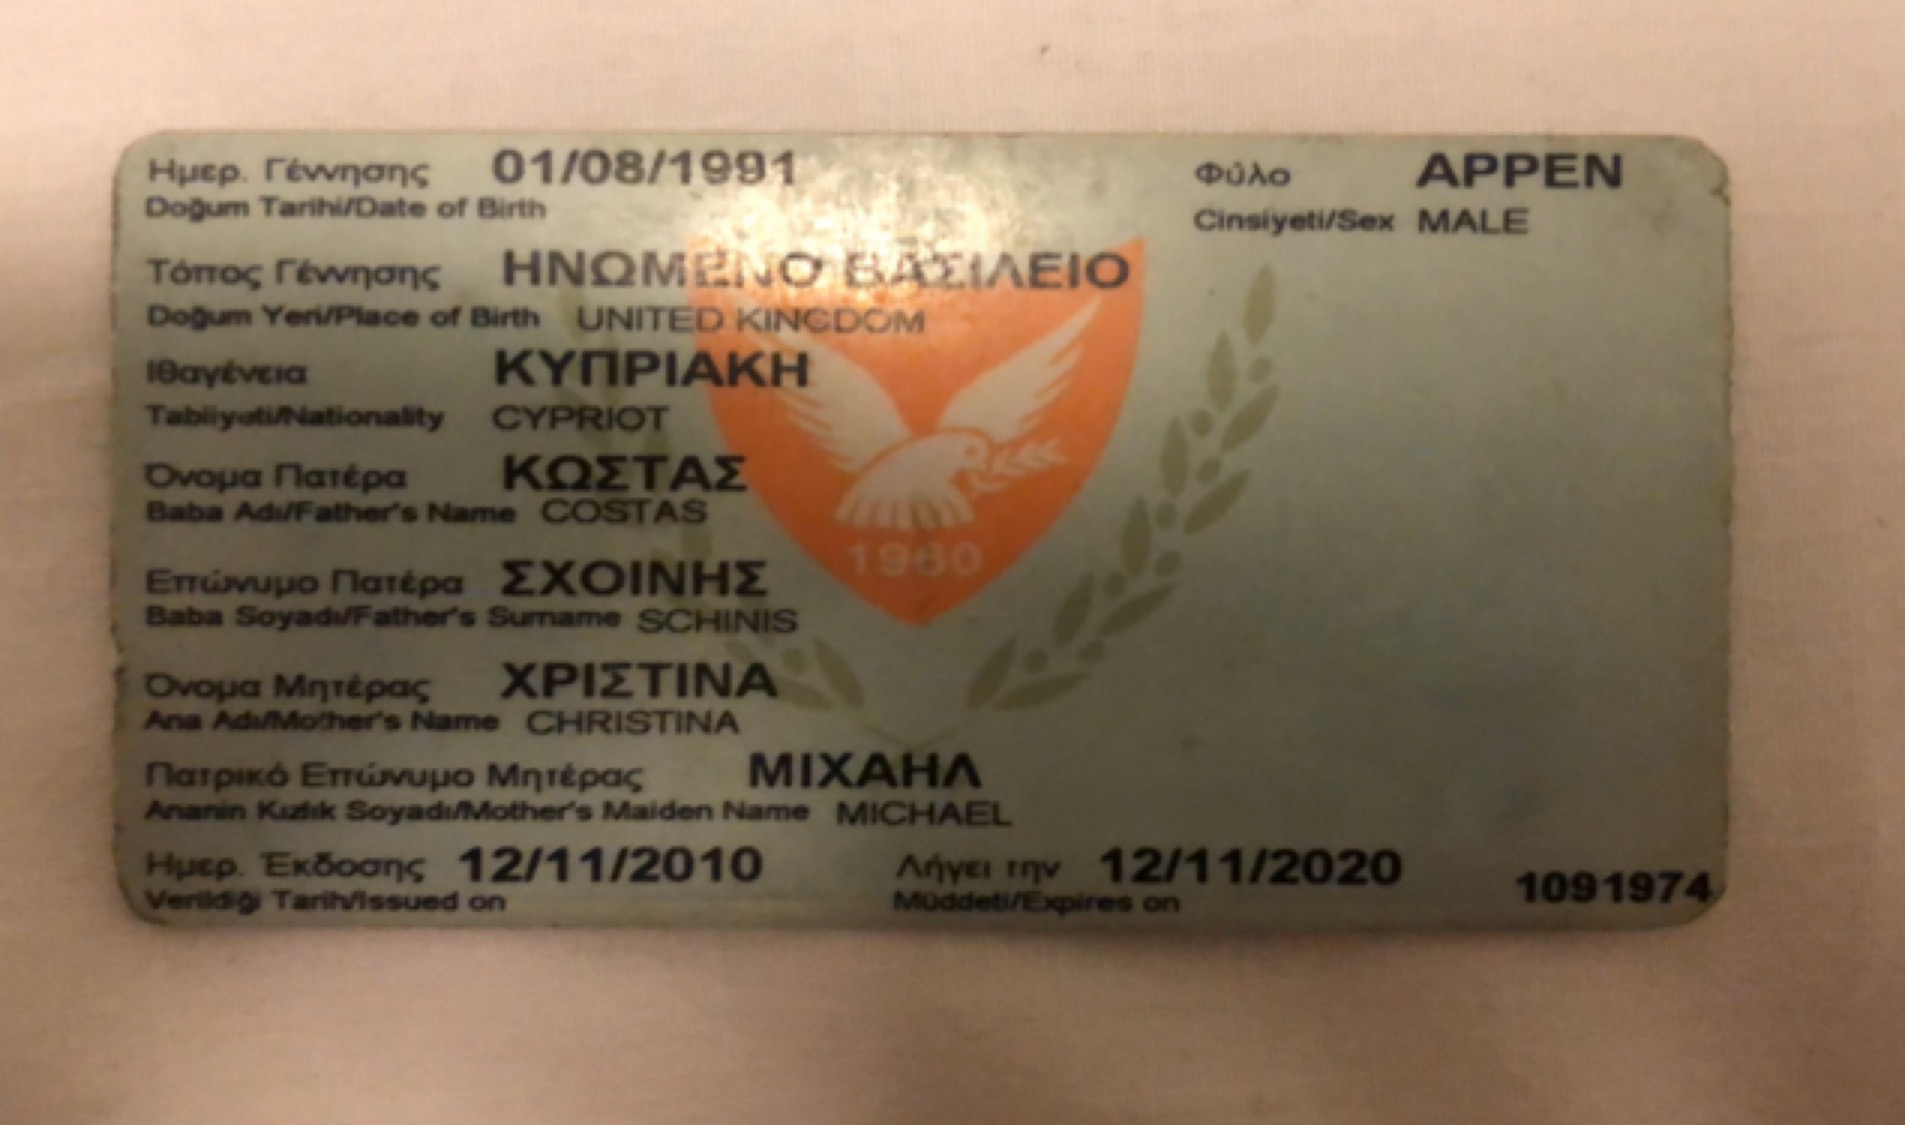 Ημερ. Γέννησης 01/08/1991 Φύλο ΑΡΡΕΝ
Doğum Tarihi/Date of Birth Cinsiyeti/Sex MALE
Τόπος Γέννησης ΗΝΩΜΕΝΟ ΒΑΣΙΛΕΙΟ
Doğum Yeri/Place of Birth UNITED KINGDOM
Ιθαγένεια ΚΥΠΡΙΑΚΗ
Tabiiyeti/Nationality CYPRIOT
Όνομα Πατέρα ΚΩΣΤΑΣ
Baba Adı/Father's Name COSTAS
1960
Επώνυμο Πατέρα ΣΧΟΙΝΗΣ
Baba Soyadı/Father's Surname SCHINIS
Όνομα Μητέρας ΧΡΙΣΤΙΝΑ
Ana Adı/Mother's Name CHRISTINA
Πατρικό Επώνυμο Μητέρας ΜΙΧΑΗΛ
Ananin Kızlık Soyadı/Mother's Maiden Name MICHAEL
Ημερ. Έκδοσης 12/11/2010 Λήγει την 12/11/2020 1091974
Verildiği Tarih/Issued on Müddeti/Expires on